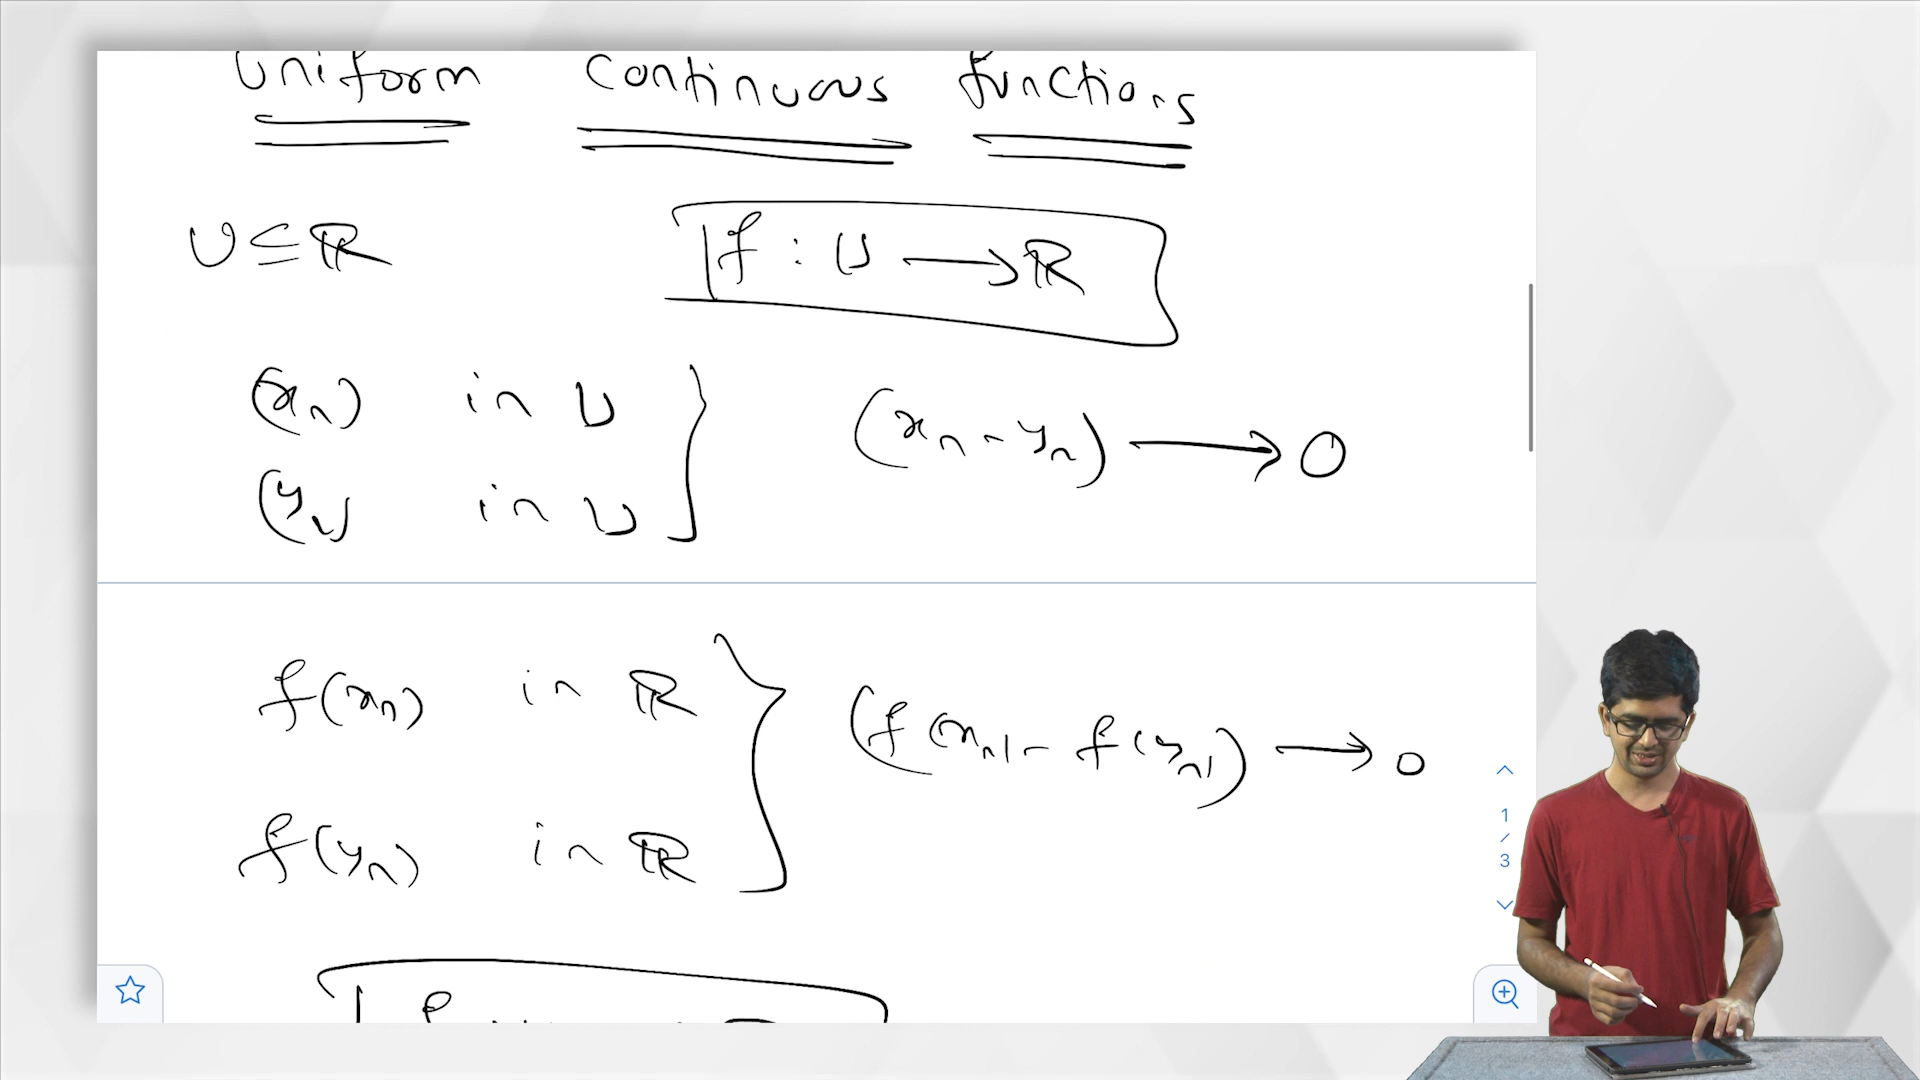 Uniform continuous functions
U ⊆ ℝ f : U → ℝ
(xₙ) in U
(xₙ - yₙ) → 0
(yₙ) in U
f(xₙ) in ℝ
(f(xₙ) - f(yₙ)) → 0
f(yₙ) in ℝ
1
/
3